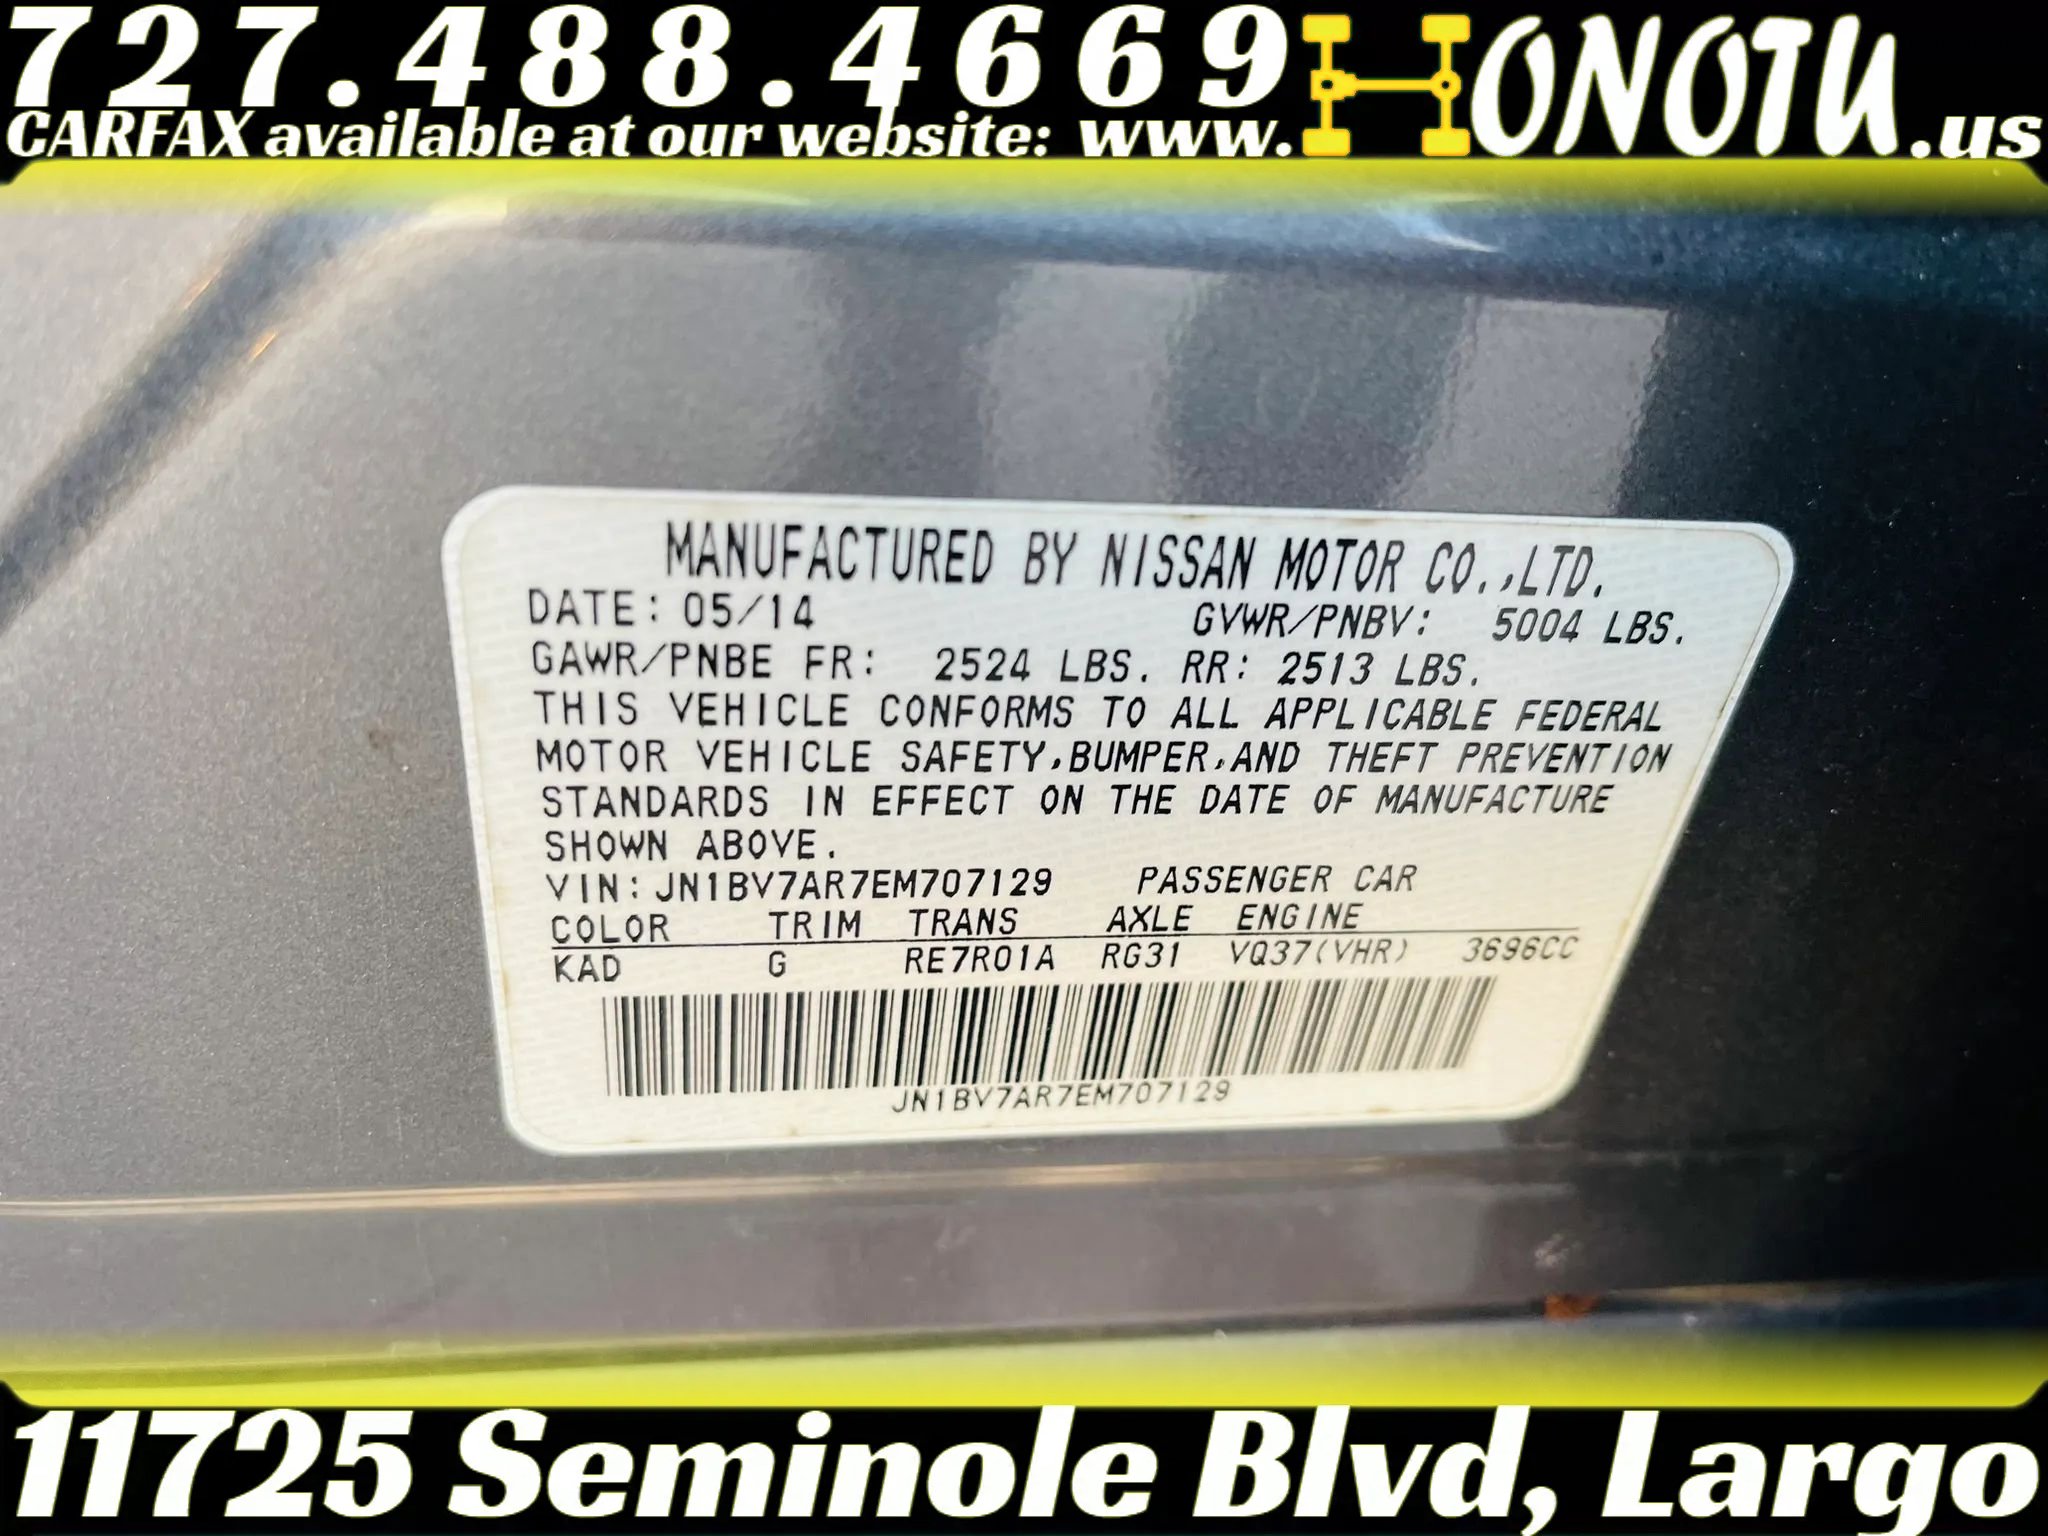 727.488.4669
CARFAX available at our website: www.HONOTU.us
MANUFACTURED BY NISSAN MOTOR CO.,LTD.
DATE: 05/14 GVWR/PNBV: 5004 LBS.
GAWR/PNBE FR: 2524 LBS. RR: 2513 LBS.
THIS VEHICLE CONFORMS TO ALL APPLICABLE FEDERAL
MOTOR VEHICLE SAFETY,BUMPER,AND THEFT PREVENTION
STANDARDS IN EFFECT ON THE DATE OF MANUFACTURE
SHOWN ABOVE.
VIN:JN1BV7AR7EM707129 PASSENGER CAR
COLOR TRIM TRANS AXLE ENGINE
KAD G RE7R01A RG31 VQ37(VHR) 3696CC
JN1BV7AR7EM707129
11725 Seminole Blvd, Largo